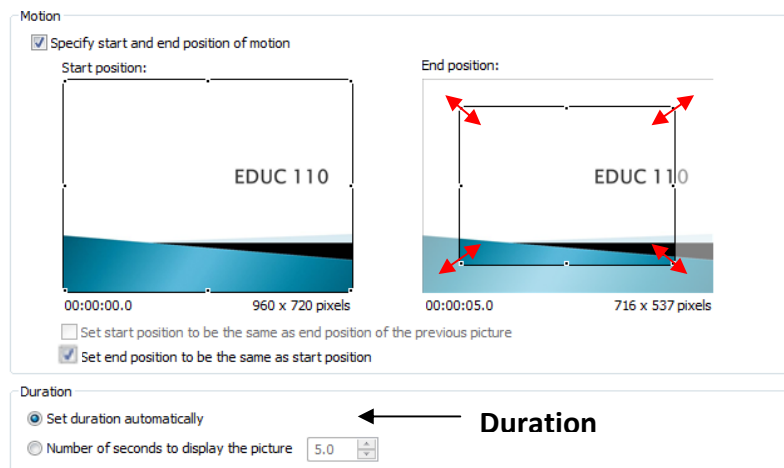 Motion
Specify start and end position of motion
Start position:
End position:
EDUC 110
EDUC 110
00:00:00.0 960 x 720 pixels
00:00:05.0 716 x 537 pixels
Set start position to be the same as end position of the previous picture
Set end position to be the same as start position
Duration
Set duration automatically
Duration
Number of seconds to display the picture 5.0